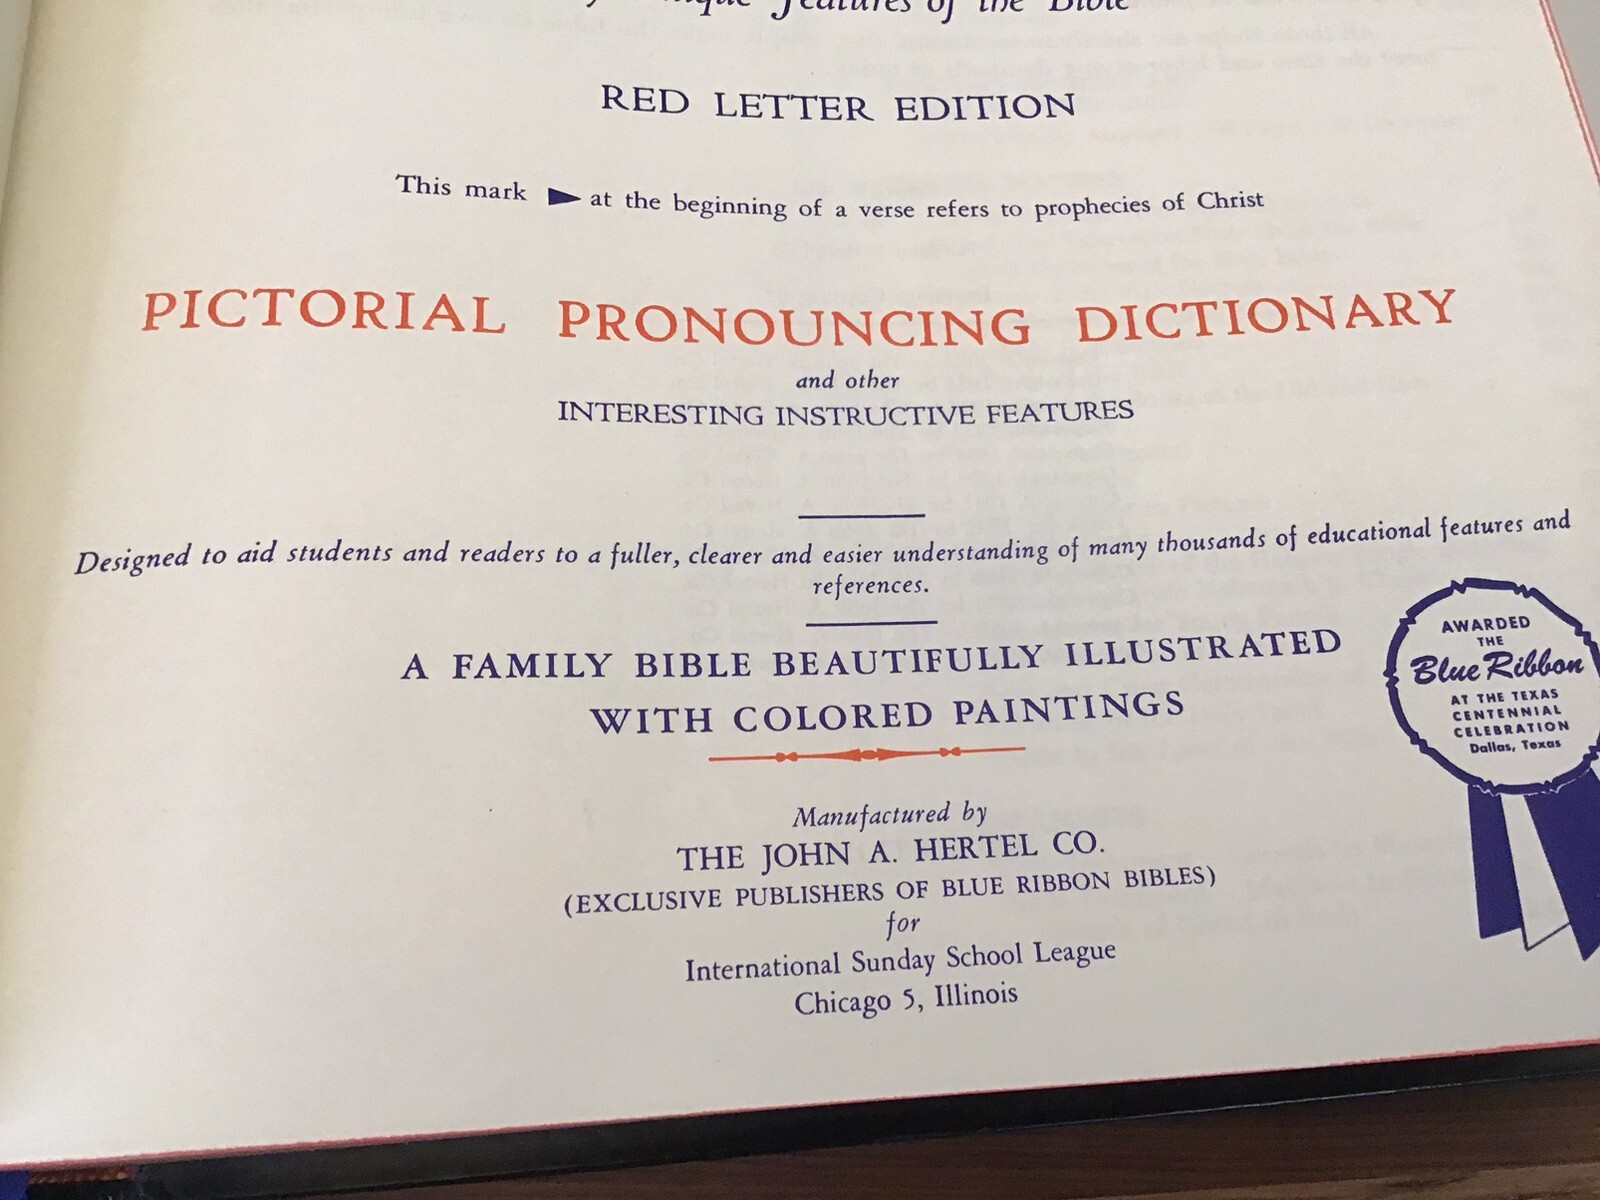 Features of the Bible
RED LETTER EDITION
This mark ► at the beginning of a verse refers to prophecies of Christ
PICTORIAL PRONOUNCING DICTIONARY
and other
INTERESTING INSTRUCTIVE FEATURES
Designed to aid students and readers to a fuller, clearer and easier understanding of many thousands of educational features and
references.
A FAMILY BIBLE BEAUTIFULLY ILLUSTRATED
WITH COLORED PAINTINGS
AWARDED
THE
Blue Ribbon
AT THE TEXAS
CENTENNIAL
CELEBRATION
Dallas, Texas
Manufactured by
THE JOHN A. HERTEL CO.
(EXCLUSIVE PUBLISHERS OF BLUE RIBBON BIBLES)
for
International Sunday School League
Chicago 5, Illinois